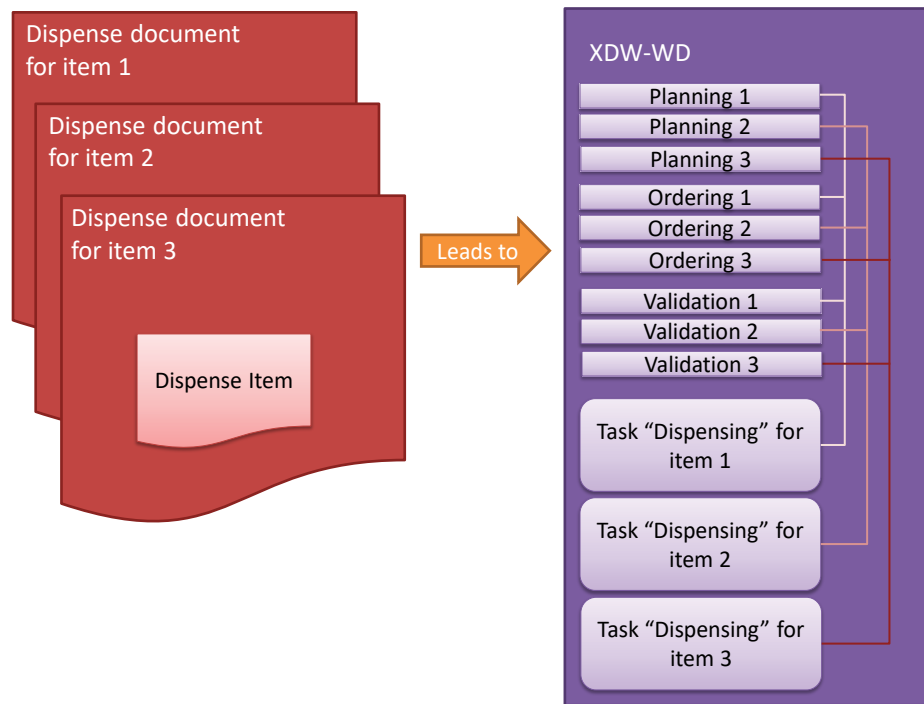 Dispense document
for item 1
Dispense document
for item 2
Dispense document
for item 3
Dispense Item
Leads to
XDW-WD
Planning 1
Planning 2
Planning 3
Ordering 1
Ordering 2
Ordering 3
Validation 1
Validation 2
Validation 3
Task “Dispensing” for
item 1
Task “Dispensing” for
item 2
Task “Dispensing” for
item 3